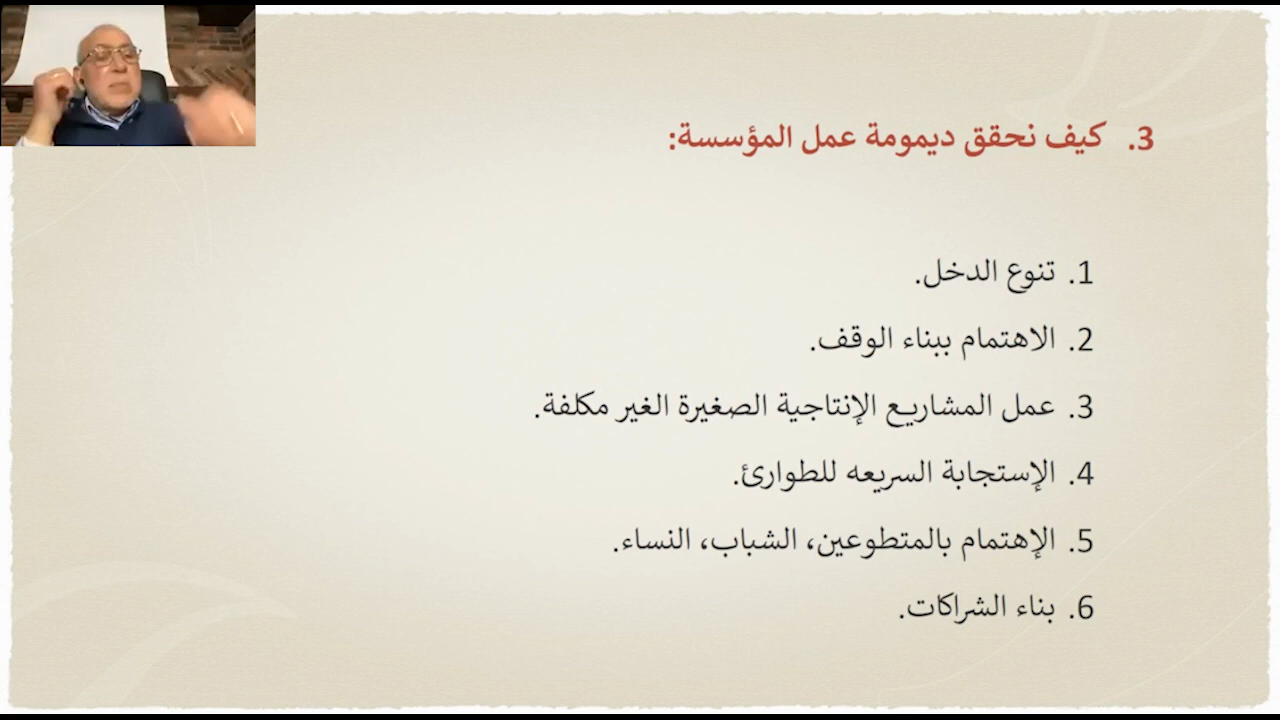 3. كيف نحقق ديمومة عمل المؤسسة:
1. تنوع الدخل.
2. الاهتمام ببناء الوقف.
3. عمل المشاريع الإنتاجية الصغيرة الغير مكلفة.
4. الإستجابة السريعه للطوارئ.
5. الإهتمام بالمتطوعين، الشباب، النساء.
6. بناء الشراكات.